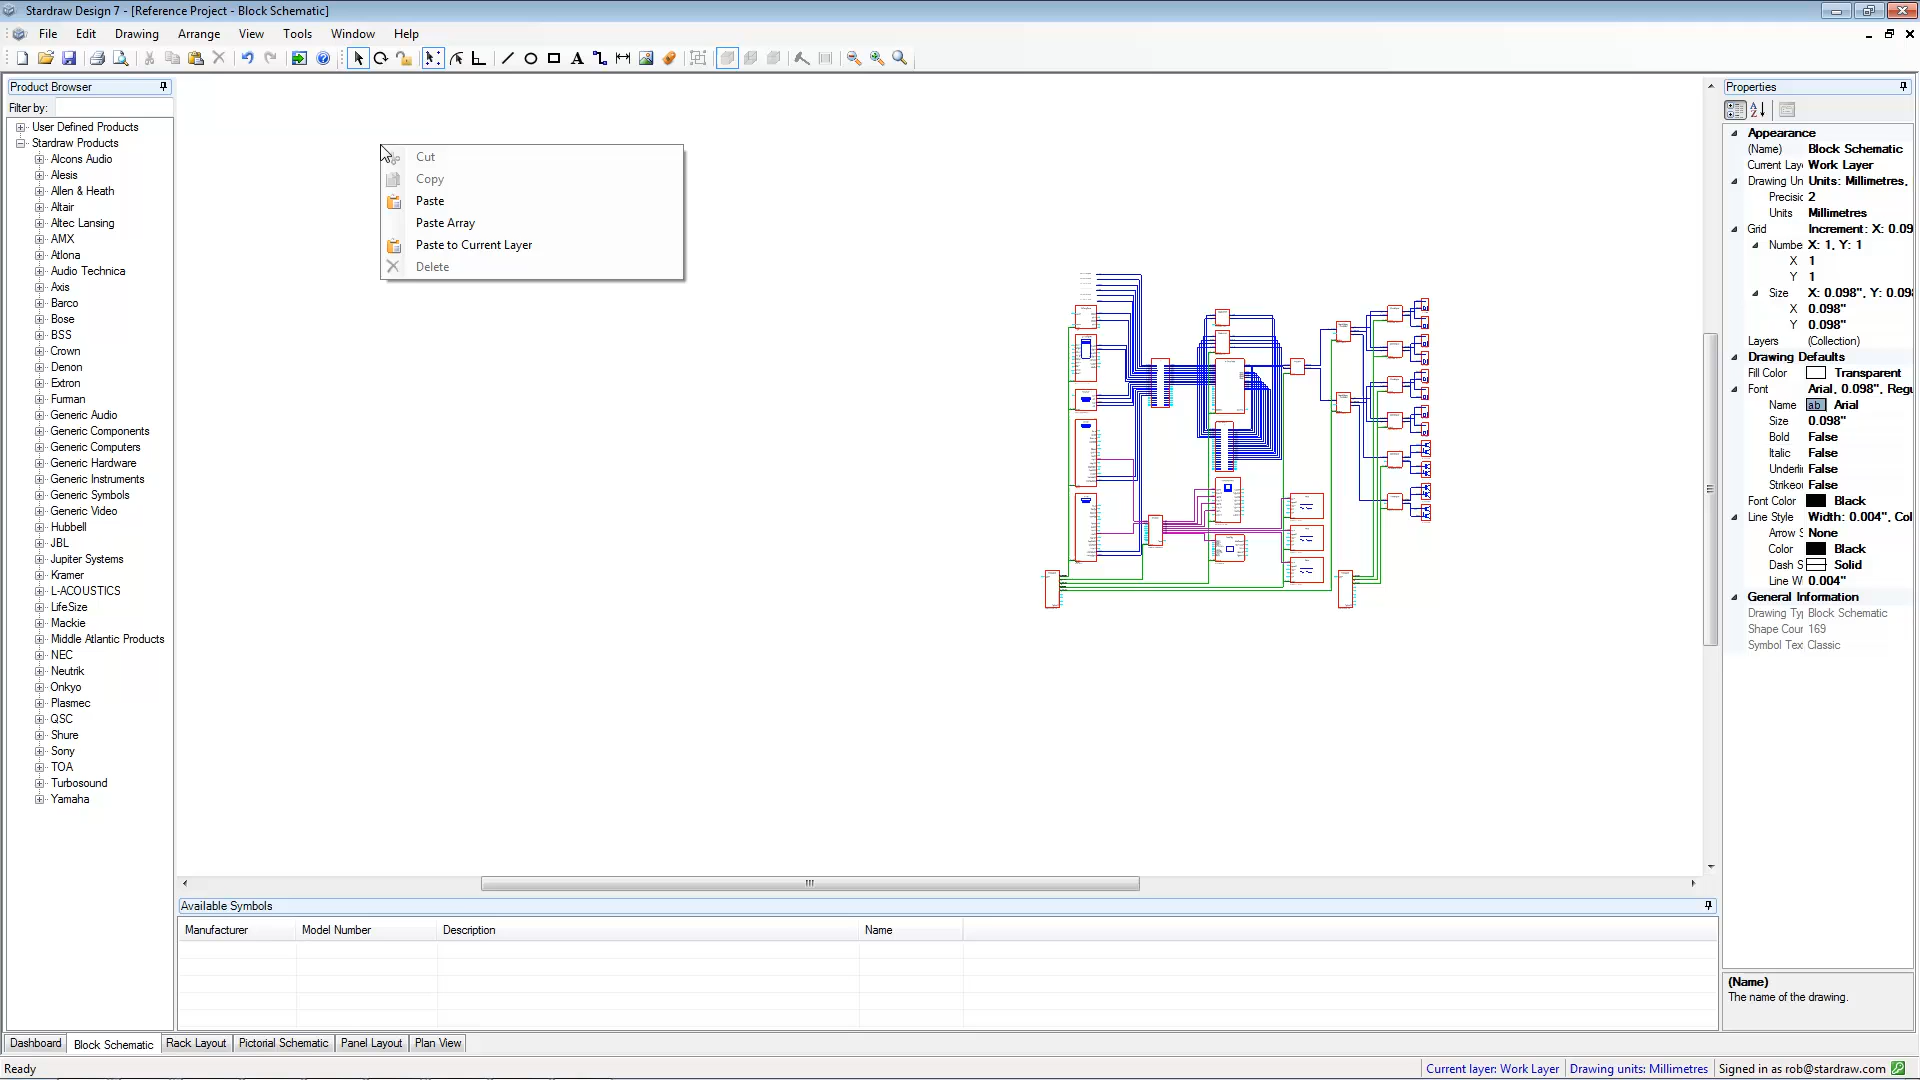 Stardraw Design 7 - [Reference Project - Block Schematic]
File Edit Drawing Arrange View Tools Window Help
Product Browser
Filter by:
User Defined Products
Stardraw Products
Alcons Audio
Alesis
Allen & Heath
Altair
Altec Lansing
AMX
Atlona
Audio Technica
Axis
Barco
Bose
BSS
Crown
Denon
Extron
Furman
Generic Audio
Generic Components
Generic Computers
Generic Hardware
Generic Instruments
Generic Symbols
Generic Video
Hubbell
JBL
Jupiter Systems
Kramer
L-ACOUSTICS
LifeSize
Mackie
Middle Atlantic Products
NEC
Neutrik
Onkyo
Plasmec
QSC
Shure
Sony
TOA
Turbosound
Yamaha
Cut
Copy
Paste
Paste Array
Paste to Current Layer
Delete
Properties
Appearance
(Name) Block Schematic
Current Lay Work Layer
Drawing Un Units: Millimetres,
Precisic 2
Units Millimetres
Grid Increment: X: 0.09
Numbe X: 1, Y: 1
X 1
Y 1
Size X: 0.098", Y: 0.098
X 0.098"
Y 0.098"
Layers (Collection)
Drawing Defaults
Fill Color Transparent
Font Arial, 0.098", Regu
Name ab Arial
Size 0.098"
Bold False
Italic False
Underli False
Strikeo False
Font Color Black
Line Style Width: 0.004", Col
Arrow S None
Color Black
Dash S Solid
Line W 0.004"
General Information
Drawing Ty Block Schematic
Shape Cour 169
Symbol Tex Classic
(Name)
The name of the drawing.
Available Symbols
Manufacturer Model Number Description Name
Dashboard Block Schematic Rack Layout Pictorial Schematic Panel Layout Plan View
Ready Current layer: Work Layer Drawing units: Millimetres Signed in as rob@stardraw.com